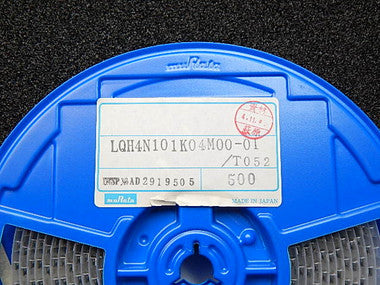 muRata
LQH4N101K04M00-01
/T052
AD2919505
500
muRata
MADE IN JAPAN